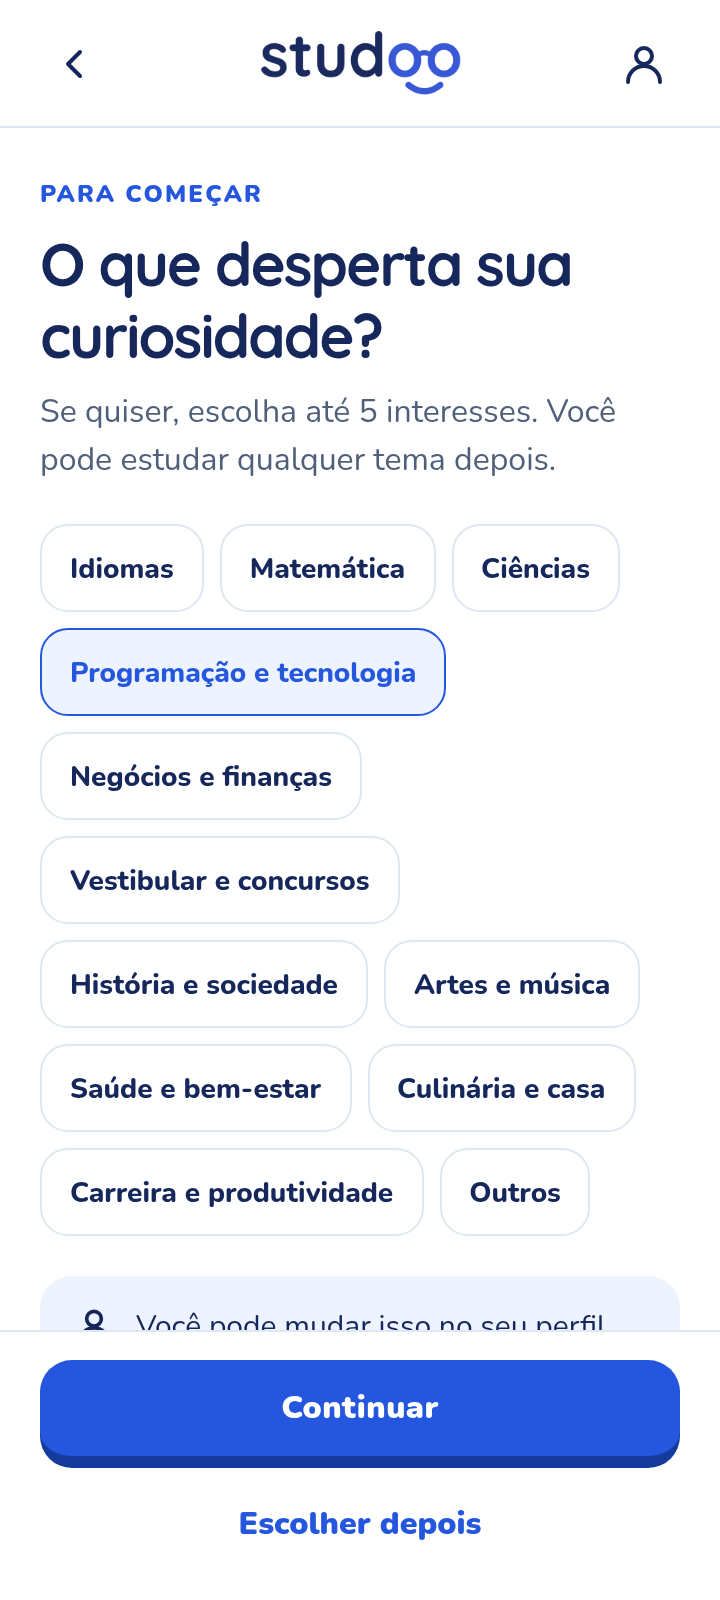 studoo
PARA COMEÇAR
O que desperta sua
curiosidade?
Se quiser, escolha até 5 interesses. Você
pode estudar qualquer tema depois.
Idiomas
Matemática
Ciências
Programação e tecnologia
Negócios e finanças
Vestibular e concursos
História e sociedade
Artes e música
Saúde e bem-estar
Culinária e casa
Carreira e produtividade
Outros
Você pode mudar isso no seu perfil
Continuar
Escolher depois